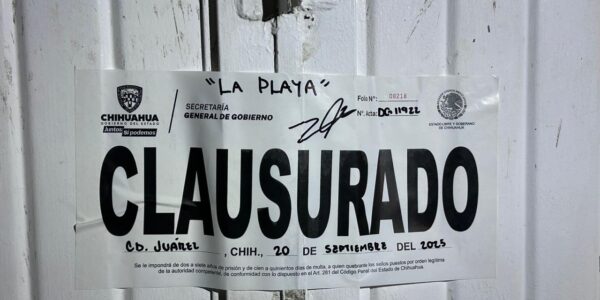 "LA PLAYA"
CHIHUAHUA
GOBIERNO DEL ESTADO
Juntos Sí podemos
SECRETARÍA
GENERAL DE GOBIERNO
Folio N°: 08218
N°. Acta: DG 11922
ESTADO LIBRE Y SOBERANO
DE CHIHUAHUA
CLAUSURADO
CD. JUÁREZ, CHIH., 20 DE SEPTIEMBRE DEL 2025
Se le impondrá de dos a siete años de prisión y de cien a quinientos días de multa, a quien quebrante los sellos puestos por orden legítima
de la autoridad competente, de conformidad con lo dispuesto en el Art. 281 del Código Penal del Estado de Chihuahua.